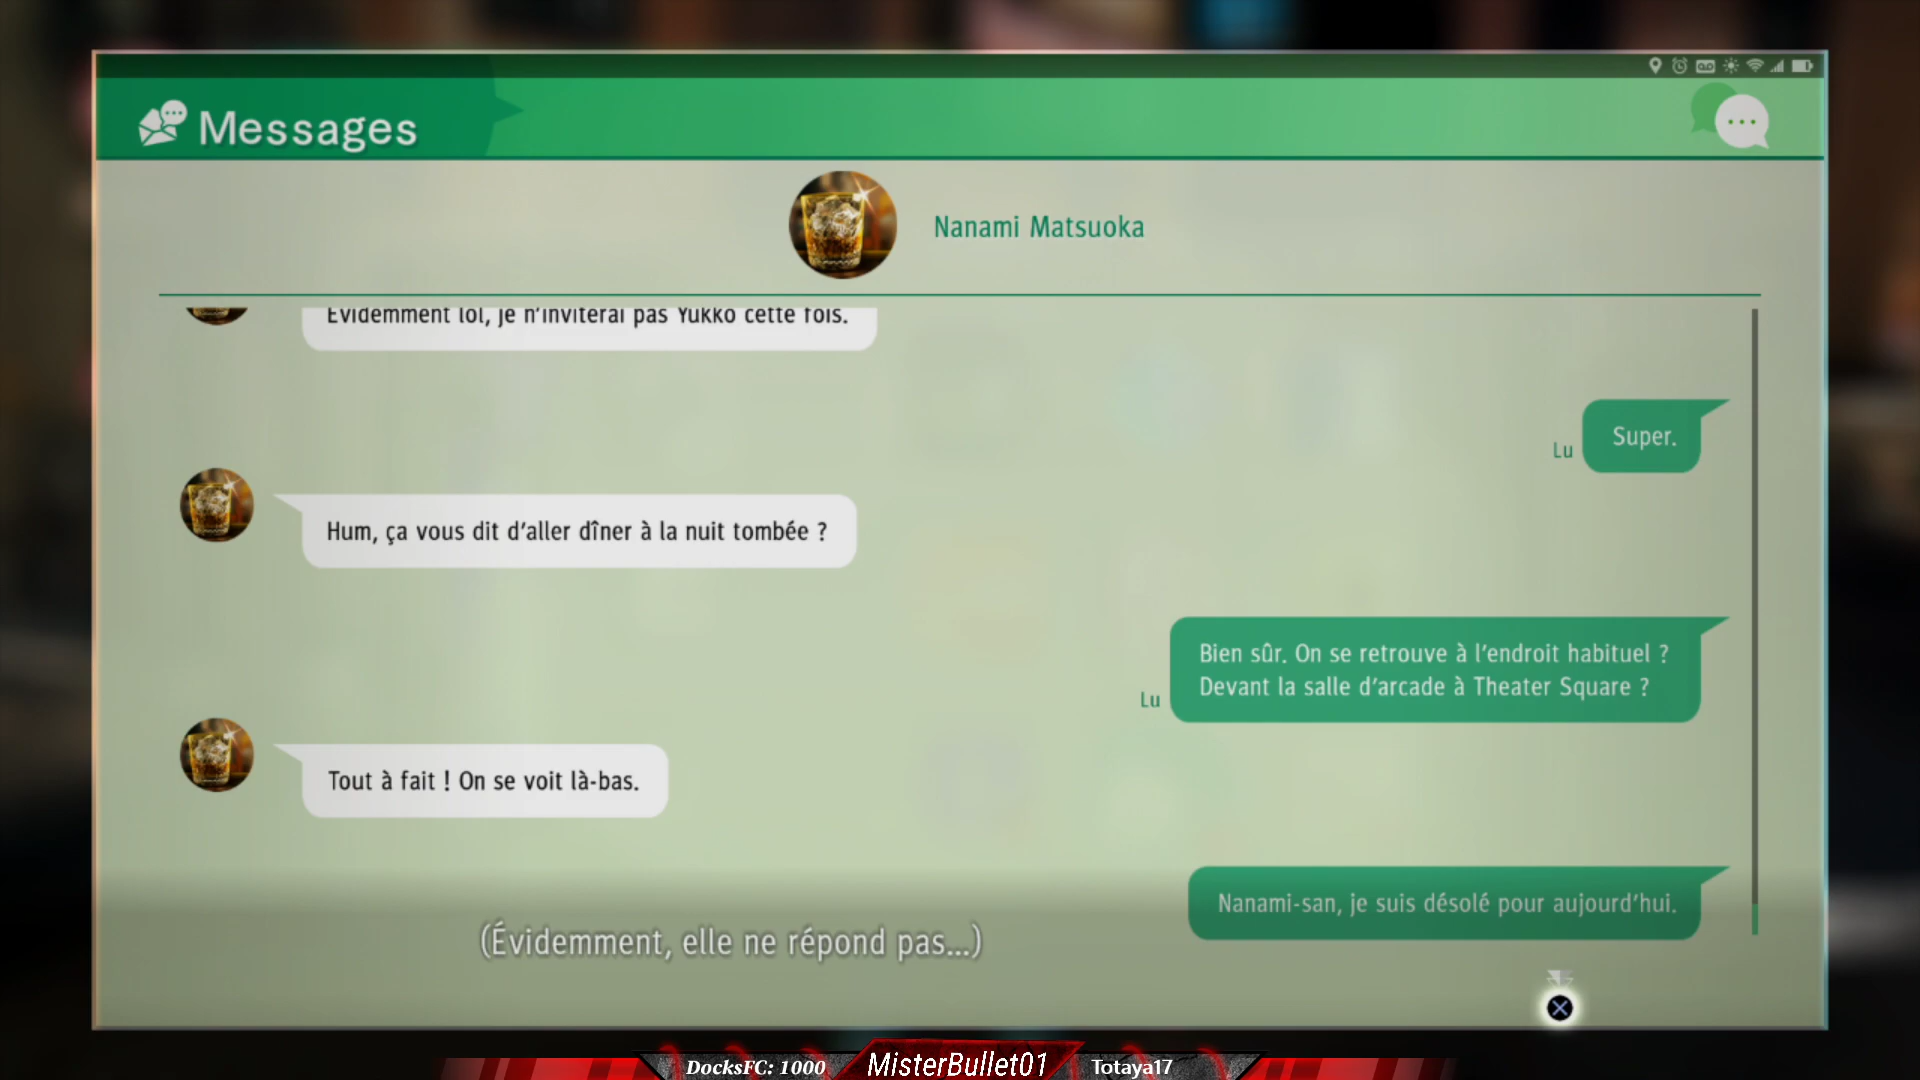 Messages
Nanami Matsuoka
Évidemment lol, je n'inviterai pas Yukko cette fois.
Super.
Lu
Hum, ça vous dit d'aller dîner à la nuit tombée ?
Bien sûr. On se retrouve à l'endroit habituel ?
Devant la salle d'arcade à Theater Square ?
Lu
Tout à fait ! On se voit là-bas.
Nanami-san, je suis désolé pour aujourd'hui.
(Évidemment, elle ne répond pas...)
DocksFC: 1000
MisterBullet01
Totaya17